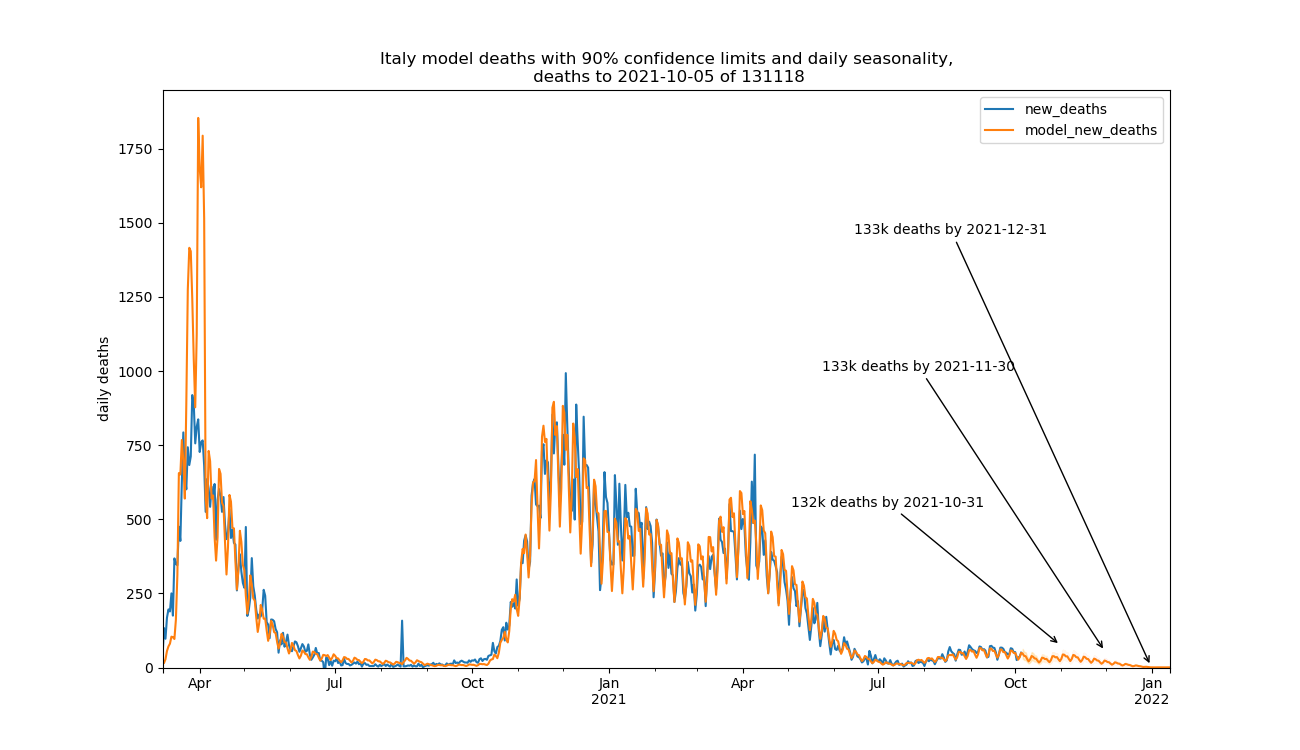 Italy model deaths with 90% confidence limits and daily seasonality,
deaths to 2021-10-05 of 131118
new_deaths
model_new_deaths
daily deaths
1750
1500
1250
1000
750
500
250
0
133k deaths by 2021-12-31
133k deaths by 2021-11-30
132k deaths by 2021-10-31
Apr Jul Oct Jan Apr Jul Oct Jan
2021 2022